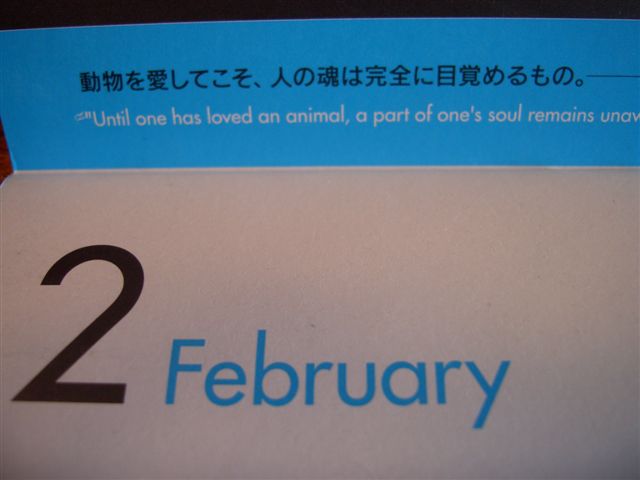 動物を愛してこそ、人の魂は完全に目覚めるもの。
"Until one has loved an animal, a part of one's soul remains
2 February